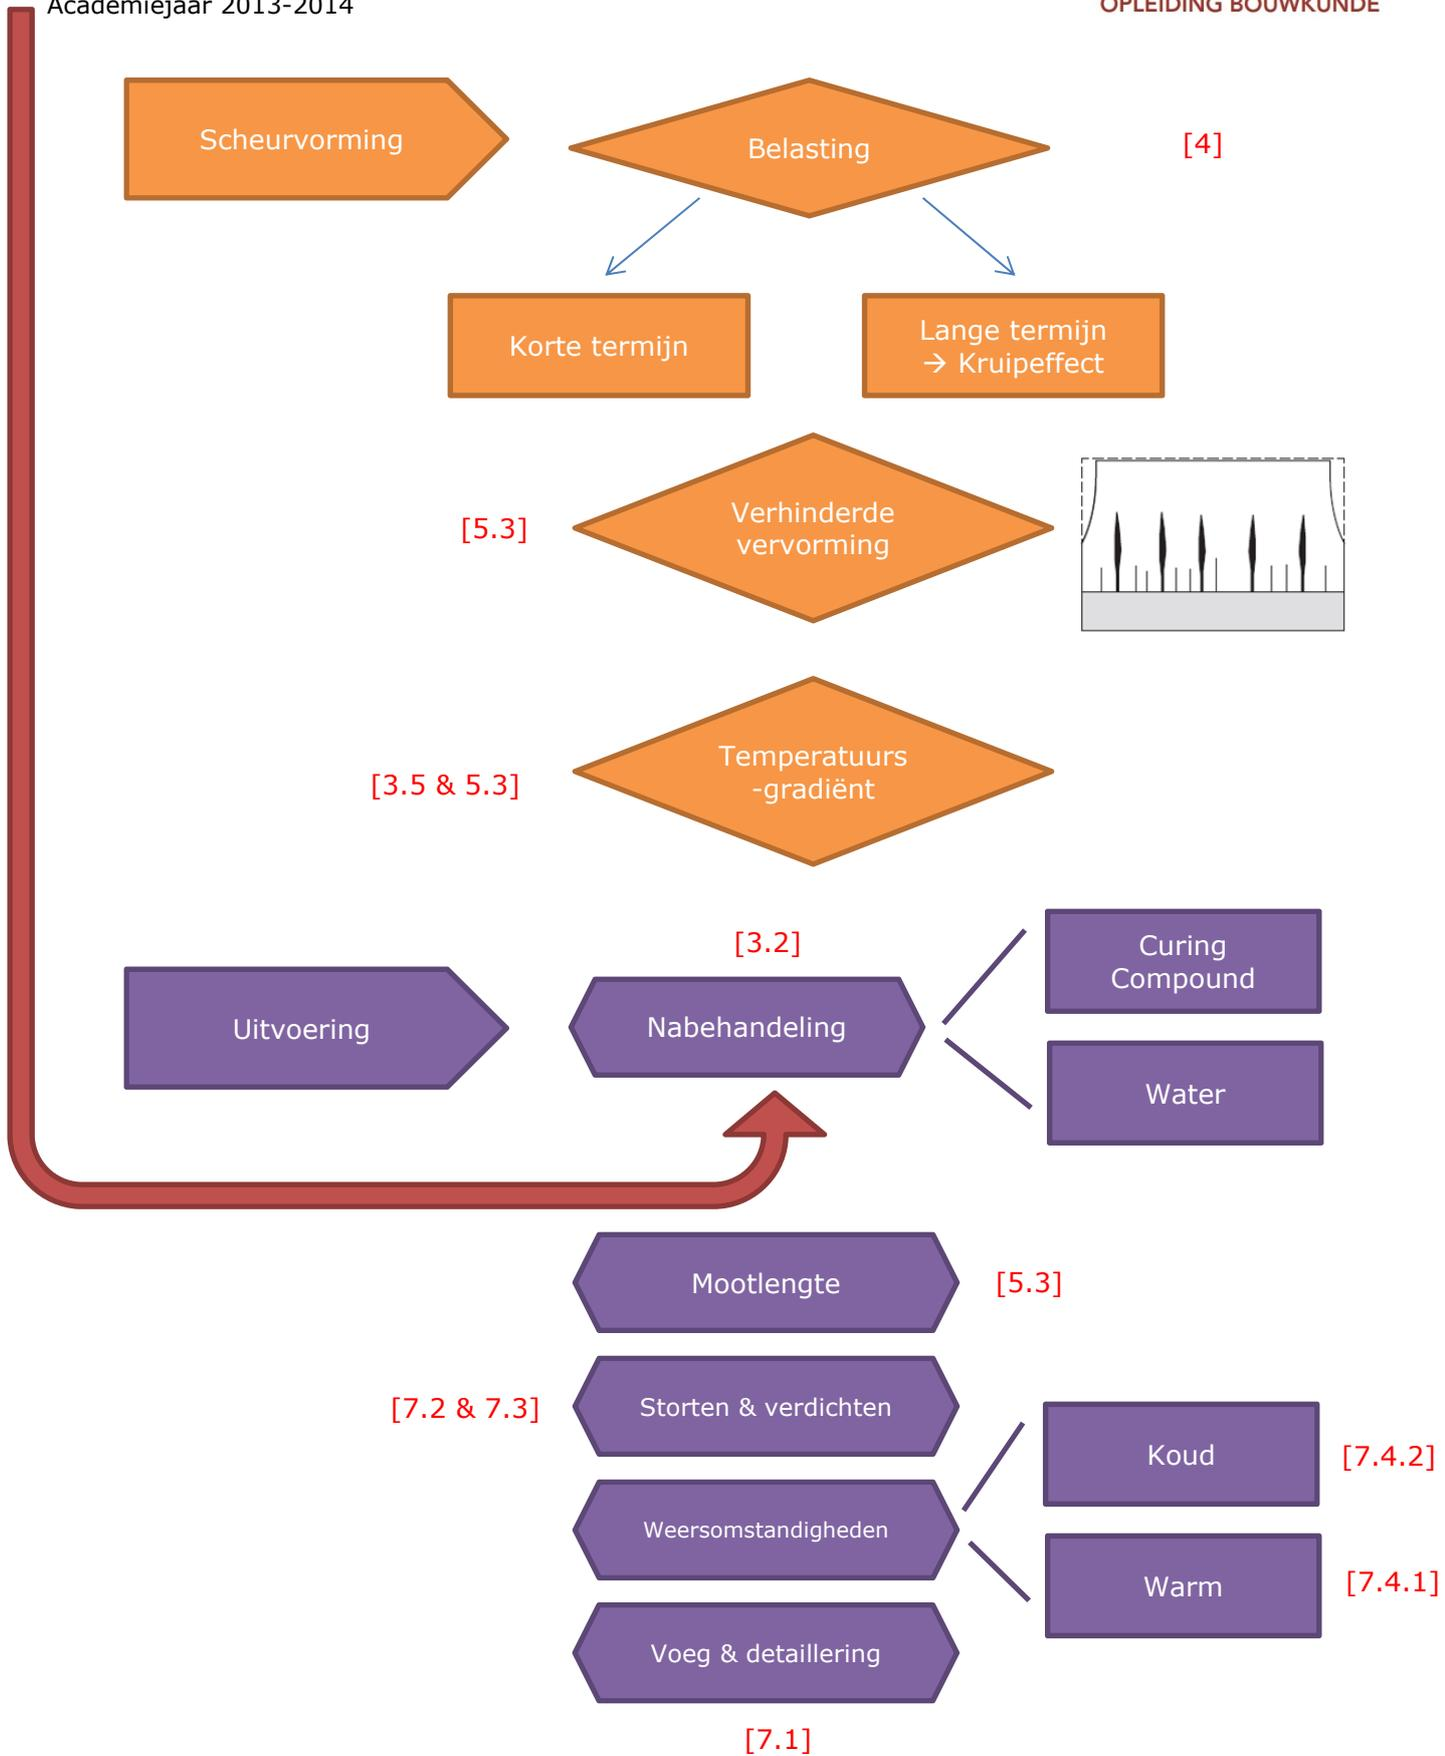 Academiejaar 2013-2014
OPLEIDING BOUWKUNDE
Scheurvorming
Belasting
[4]
Korte termijn
Lange termijn
→ Kruipeffect
[5.3]
Verhinderde
vervorming
[3.5 & 5.3]
Temperatuurs
-gradiënt
[3.2]
Uitvoering
Nabehandeling
Curing
Compound
Water
Mootlengte
[5.3]
[7.2 & 7.3]
Storten & verdichten
Koud
[7.4.2]
Weersomstandigheden
Warm
[7.4.1]
Voeg & detaillering
[7.1]